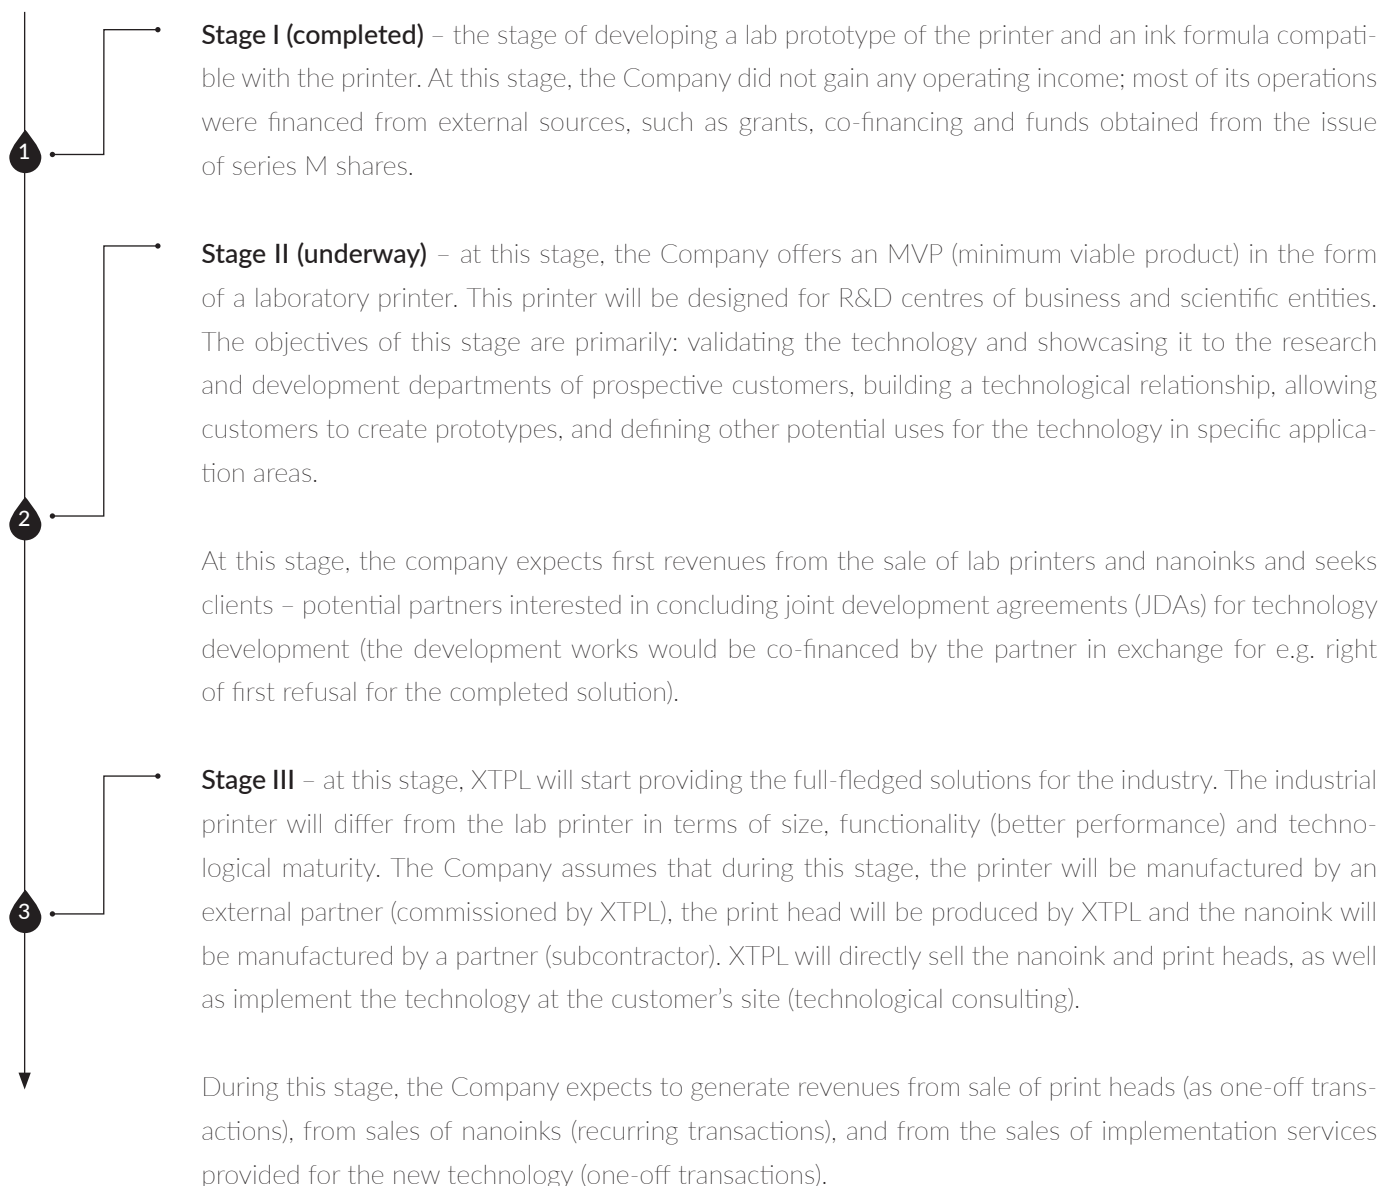 Stage I (completed) – the stage of developing a lab prototype of the printer and an ink formula compati-
ble with the printer. At this stage, the Company did not gain any operating income; most of its operations
were financed from external sources, such as grants, co-financing and funds obtained from the issue
of series M shares.
1
Stage II (underway) – at this stage, the Company offers an MVP (minimum viable product) in the form
of a laboratory printer. This printer will be designed for R&D centres of business and scientific entities.
The objectives of this stage are primarily: validating the technology and showcasing it to the research
and development departments of prospective customers, building a technological relationship, allowing
customers to create prototypes, and defining other potential uses for the technology in specific applica-
tion areas.
2
At this stage, the company expects first revenues from the sale of lab printers and nanoinks and seeks
clients – potential partners interested in concluding joint development agreements (JDAs) for technology
development (the development works would be co-financed by the partner in exchange for e.g. right
of first refusal for the completed solution).
Stage III – at this stage, XTPL will start providing the full-fledged solutions for the industry. The industrial
printer will differ from the lab printer in terms of size, functionality (better performance) and techno-
logical maturity. The Company assumes that during this stage, the printer will be manufactured by an
external partner (commissioned by XTPL), the print head will be produced by XTPL and the nanoink will
be manufactured by a partner (subcontractor). XTPL will directly sell the nanoink and print heads, as well
as implement the technology at the customer's site (technological consulting).
3
During this stage, the Company expects to generate revenues from sale of print heads (as one-off trans-
actions), from sales of nanoinks (recurring transactions), and from the sales of implementation services
provided for the new technology (one-off transactions).